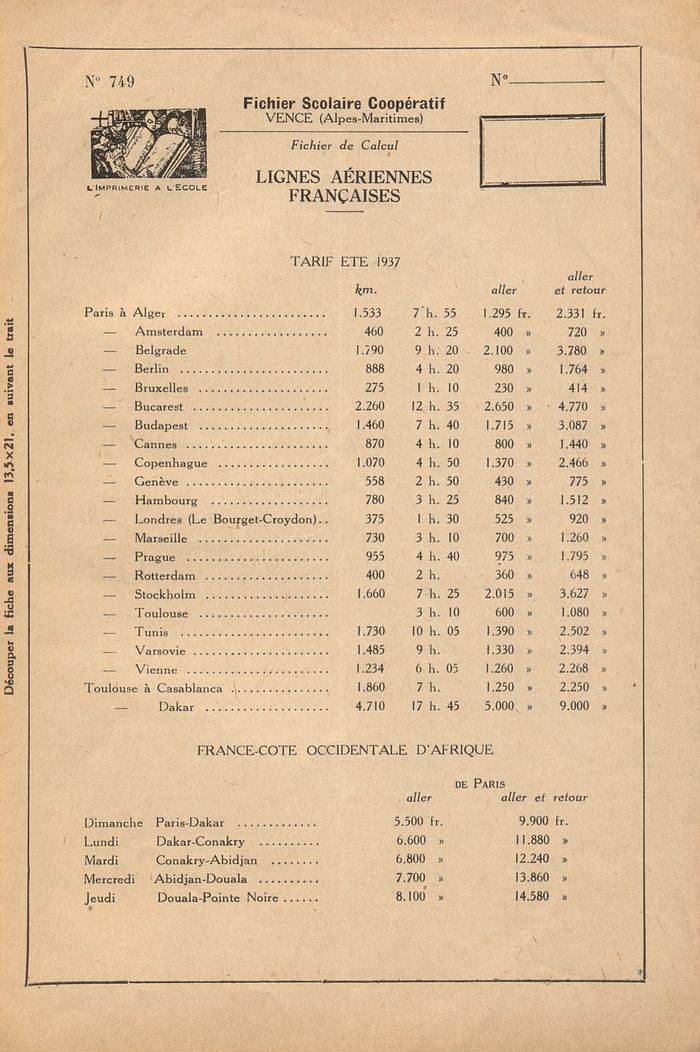 N° 749
N°
Fichier Scolaire Coopératif
VENCE (Alpes-Maritimes)
Fichier de Calcul
L'IMPRIMERIE A L'ECOLE
LIGNES AÉRIENNES
FRANÇAISES
TARIF ETE 1937
km. aller aller et retour
Paris à Alger ........................ 1.533 7 h. 55 1.295 fr. 2.331 fr.
— Amsterdam .................. 460 2 h. 25 400 » 720 »
— Belgrade 1.790 9 h. 20 2.100 » 3.780 »
— Berlin ........................ 888 4 h. 20 980 » 1.764 »
— Bruxelles ..................... 275 1 h. 10 230 » 414 »
— Bucarest ...................... 2.260 12 h. 35 2.650 » 4.770 »
— Budapest ...................... 1.460 7 h. 40 1.715 » 3.087 »
— Cannes ....................... 870 4 h. 10 800 » 1.440 »
— Copenhague .................. 1.070 4 h. 50 1.370 » 2.466 »
— Genève ....................... 558 2 h. 50 430 » 775 »
— Hambourg ................... 780 3 h. 25 840 » 1.512 »
— Londres (Le Bourget-Croydon).. 375 1 h. 30 525 » 920 »
— Marseille ..................... 730 3 h. 10 700 » 1.260 »
— Prague ....................... 955 4 h. 40 975 » 1.795 »
— Rotterdam .................... 400 2 h. 360 » 648 »
— Stockholm .................... 1.660 7 h. 25 2.015 » 3.627 »
— Toulouse ..................... 3 h. 10 600 » 1.080 »
— Tunis ........................ 1.730 10 h. 05 1.390 » 2.502 »
— Varsovie ...................... 1.485 9 h. 1.330 » 2.394 »
— Vienne ....................... 1.234 6 h. 05 1.260 » 2.268 »
Toulouse à Casablanca ................ 1.860 7 h. 1.250 » 2.250 »
— Dakar .................... 4.710 17 h. 45 5.000 » 9.000 »
FRANCE-COTE OCCIDENTALE D'AFRIQUE
DE PARIS
aller aller et retour
Dimanche Paris-Dakar ............. 5.500 fr. 9.900 fr.
Lundi Dakar-Conakry .......... 6.600 » 11.880 »
Mardi Conakry-Abidjan ........ 6.800 » 12.240 »
Mercredi Abidjan-Douala .......... 7.700 » 13.860 »
Jeudi Douala-Pointe Noire ...... 8.100 » 14.580 »
Découper la fiche aux dimensions 13,5×21, en suivant le trait